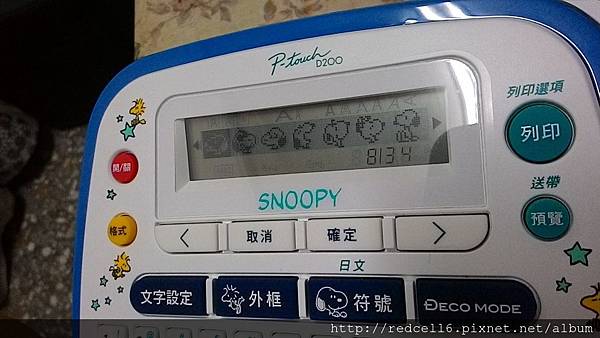 P-touch
D200
列印選項
列印
8134
SNOOPY
開/關
送帶
預覽
格式
<
取消
確定
>
日文
文字設定
外框
符號
DECO MODE
http://redcell6.pixnet.net/album